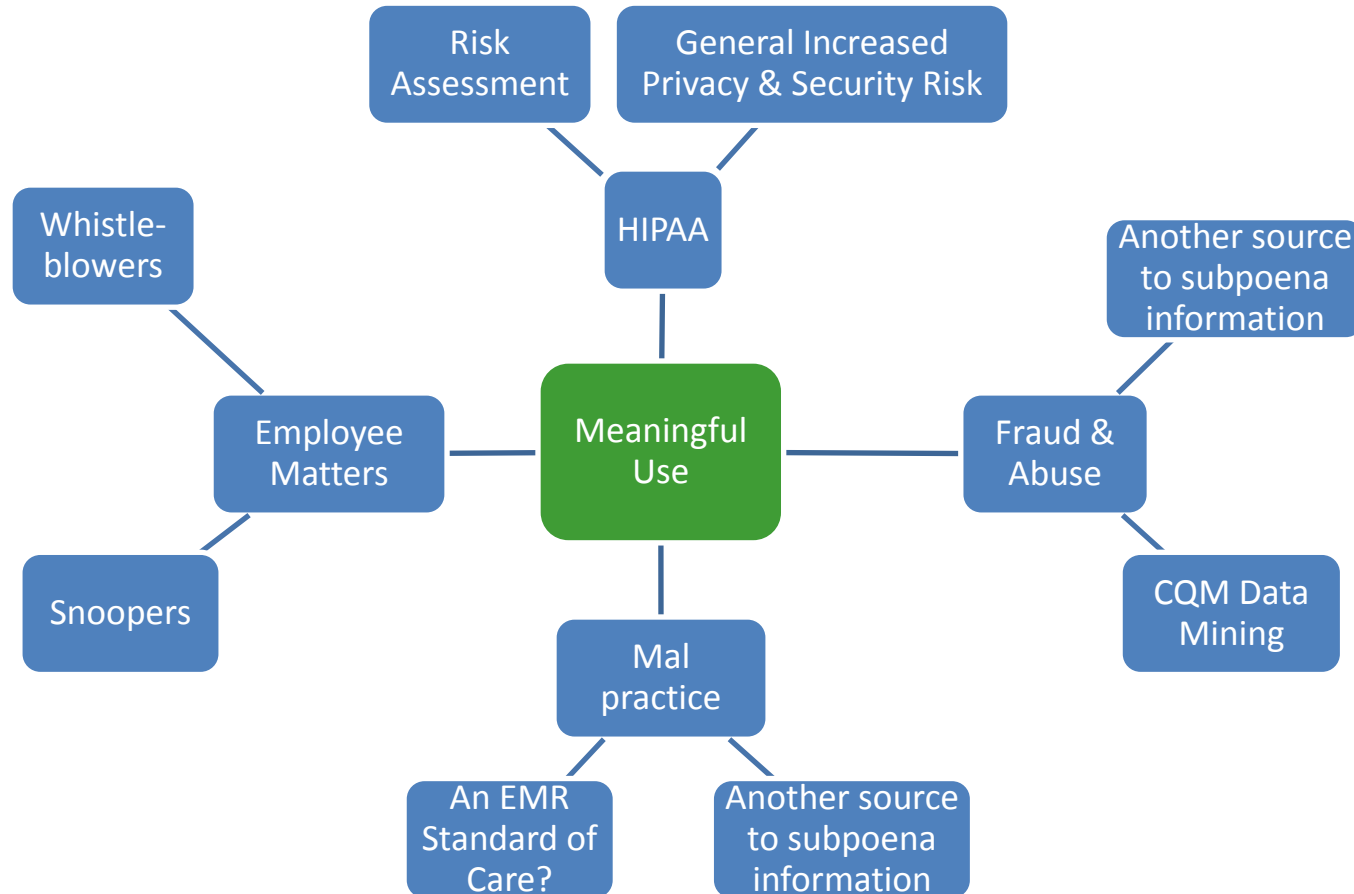 Risk
Assessment
General Increased
Privacy & Security Risk
HIPAA
Whistle-
blowers
Another source
to subpoena
information
Employee
Matters
Meaningful
Use
Fraud &
Abuse
Snoopers
CQM Data
Mining
Mal
practice
An EMR
Standard of
Care?
Another source
to subpoena
information